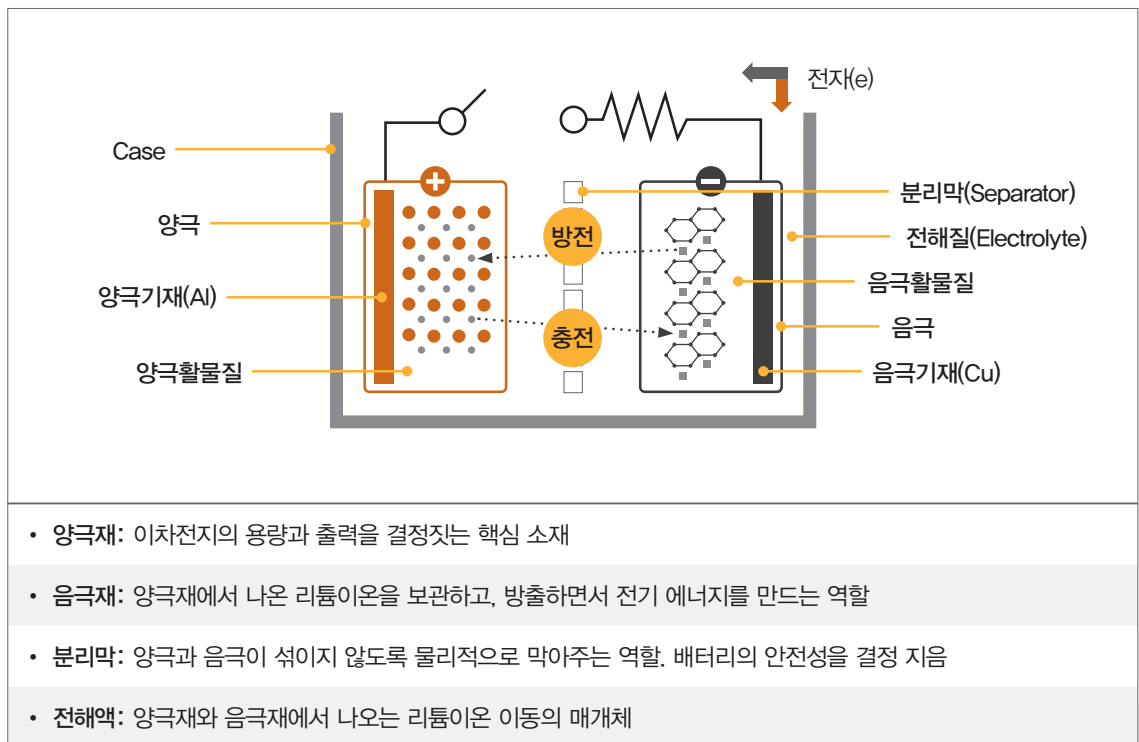 전자(e)
Case
양극
양극기재(Al)
양극활물질
+
−
방전
충전
분리막(Separator)
전해질(Electrolyte)
음극활물질
음극
음극기재(Cu)
• 양극재: 이차전지의 용량과 출력을 결정짓는 핵심 소재
• 음극재: 양극재에서 나온 리튬이온을 보관하고, 방출하면서 전기 에너지를 만드는 역할
• 분리막: 양극과 음극이 섞이지 않도록 물리적으로 막아주는 역할. 배터리의 안전성을 결정 지음
• 전해액: 양극재와 음극재에서 나오는 리튬이온 이동의 매개체